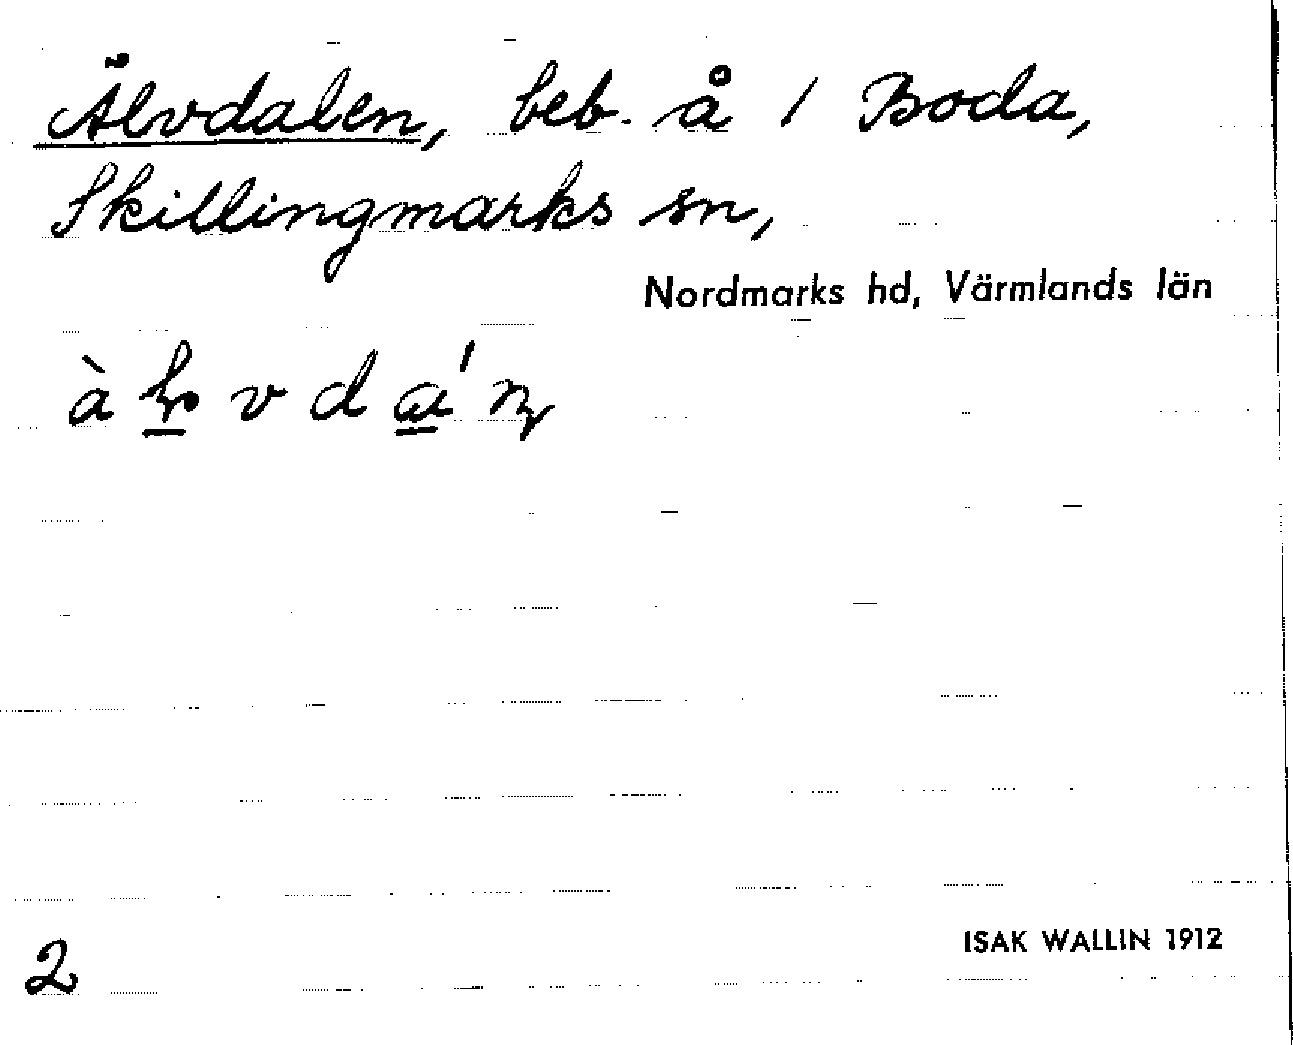 Älvdalen, beb. å 1 Boda,
Skillingmarks sn,
Nordmarks hd, Värmlands län
2
ISAK WALLIN 1912